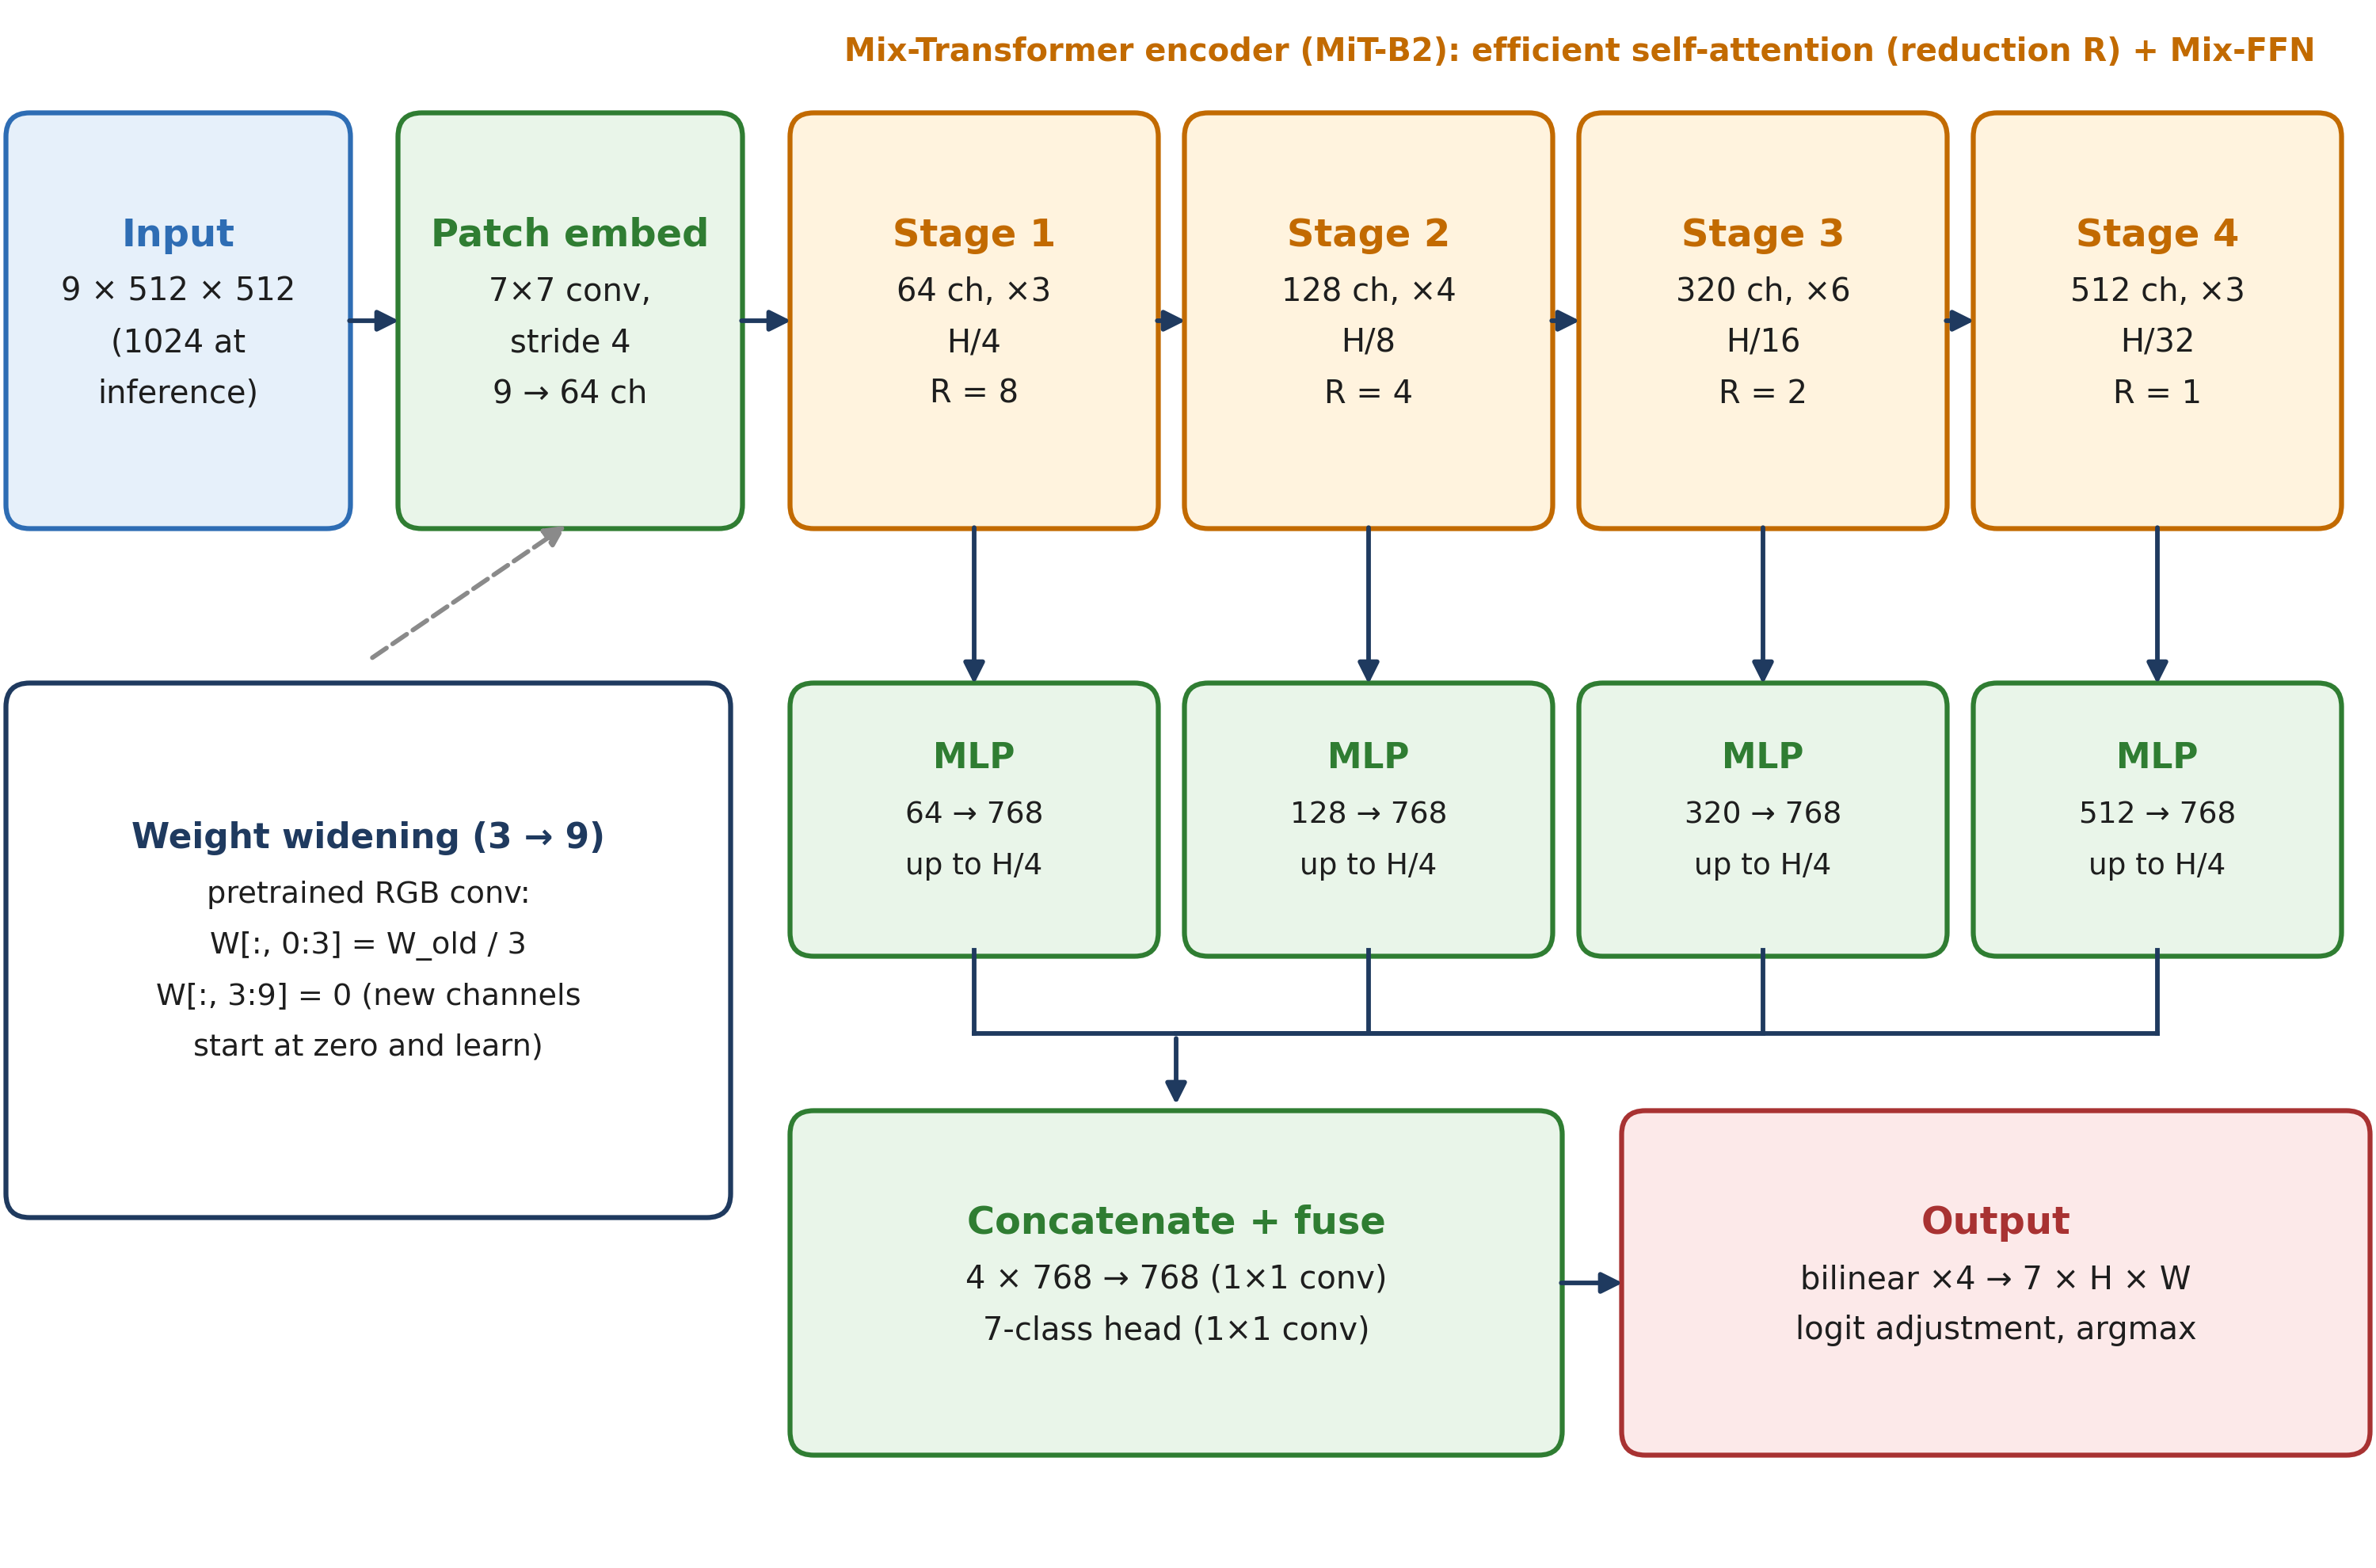 Mix-Transformer encoder (MiT-B2): efficient self-attention (reduction R) + Mix-FFN
Input
9 × 512 × 512
(1024 at
inference)
Patch embed
7×7 conv,
stride 4
9 → 64 ch
Stage 1
64 ch, ×3
H/4
R = 8
Stage 2
128 ch, ×4
H/8
R = 4
Stage 3
320 ch, ×6
H/16
R = 2
Stage 4
512 ch, ×3
H/32
R = 1
Weight widening (3 → 9)
pretrained RGB conv:
W[:, 0:3] = W_old / 3
W[:, 3:9] = 0 (new channels
start at zero and learn)
MLP
64 → 768
up to H/4
MLP
128 → 768
up to H/4
MLP
320 → 768
up to H/4
MLP
512 → 768
up to H/4
Concatenate + fuse
4 × 768 → 768 (1×1 conv)
7-class head (1×1 conv)
Output
bilinear ×4 → 7 × H × W
logit adjustment, argmax